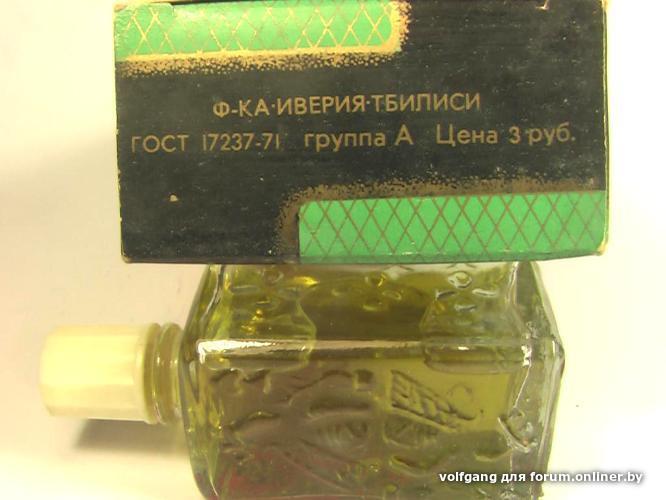 Ф-КА·ИВЕРИЯ·ТБИЛИСИ
ГОСТ 17237-71 группа А Цена 3 руб.
volfgang для forum.onliner.by